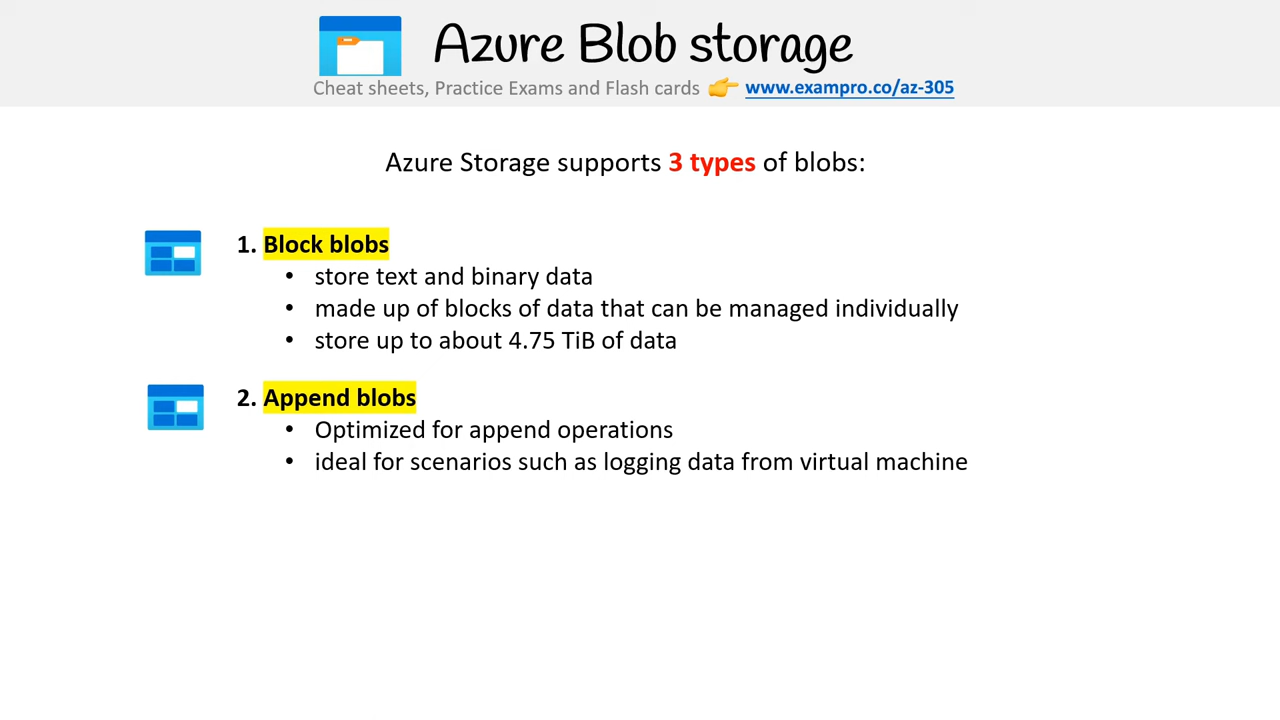 Azure Blob storage
Cheat sheets, Practice Exams and Flash cards 👉 www.exampro.co/az-305
Azure Storage supports 3 types of blobs:
1. Block blobs
• store text and binary data
• made up of blocks of data that can be managed individually
• store up to about 4.75 TiB of data
2. Append blobs
• Optimized for append operations
• ideal for scenarios such as logging data from virtual machine